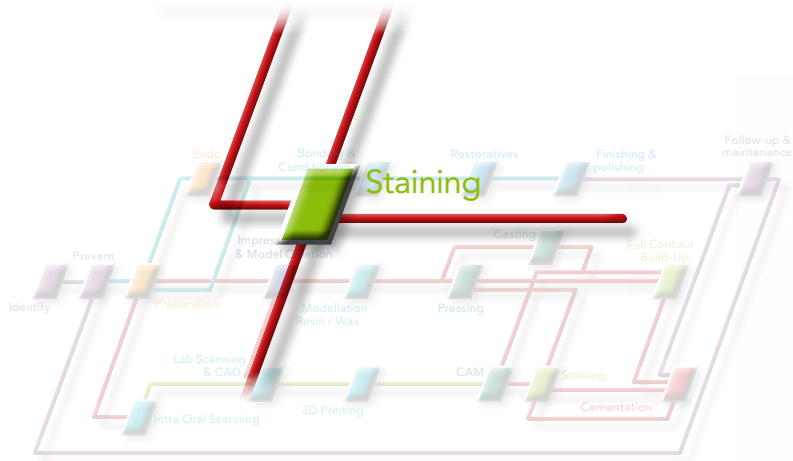 Follow-up &
maintenance
Endo
Bonding &
Conditioning
Restoratives
Finishing &
polishing
Staining
Casting
Full Contour
Build-Up
Impression
& Model Creation
Prevent
Identify
Preparation
Modellation
Resin / Wax
Pressing
Lab Scanning
& CAD
CAM
Staining
3D Printing
Cementation
Intra Oral Scanning